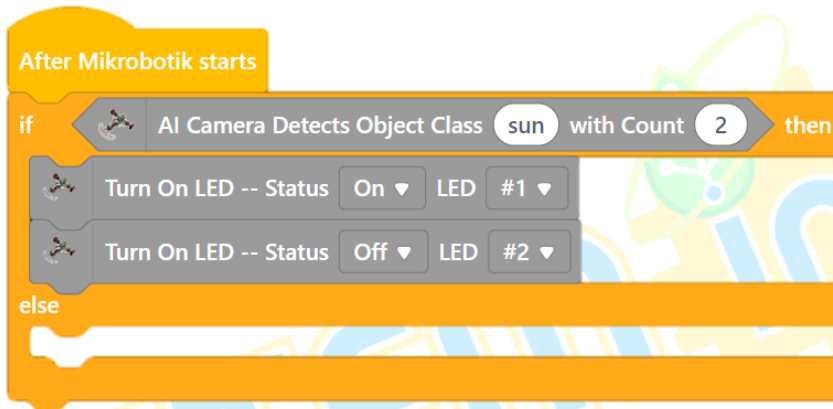 After Mikrobotik starts
if AI Camera Detects Object Class sun with Count 2 then
Turn On LED -- Status On LED #1
Turn On LED -- Status Off LED #2
else